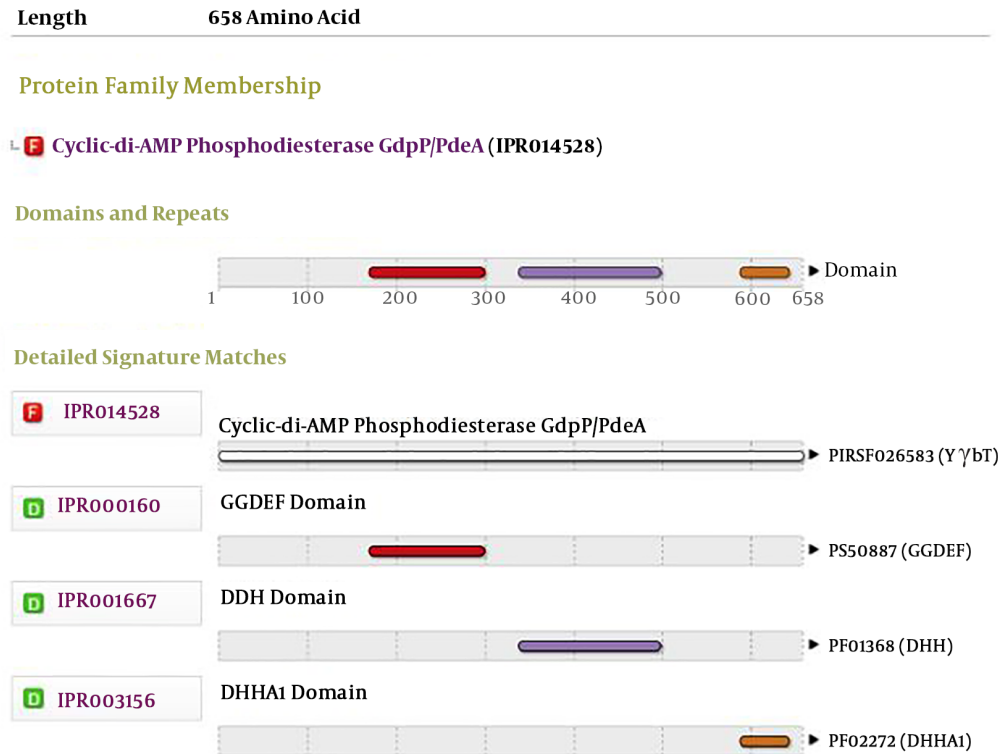 Length 658 Amino Acid
Protein Family Membership
F Cyclic-di-AMP Phosphodiesterase GdpP/PdeA (IPR014528)
Domains and Repeats
Domain
1 100 200 300 400 500 600 658
Detailed Signature Matches
F IPR014528
Cyclic-di-AMP Phosphodiesterase GdpP/PdeA
PIRSF026583 (Y γbT)
D IPR000160
GGDEF Domain
PS50887 (GGDEF)
D IPR001667
DDH Domain
PF01368 (DHH)
D IPR003156
DHHA1 Domain
PF02272 (DHHA1)